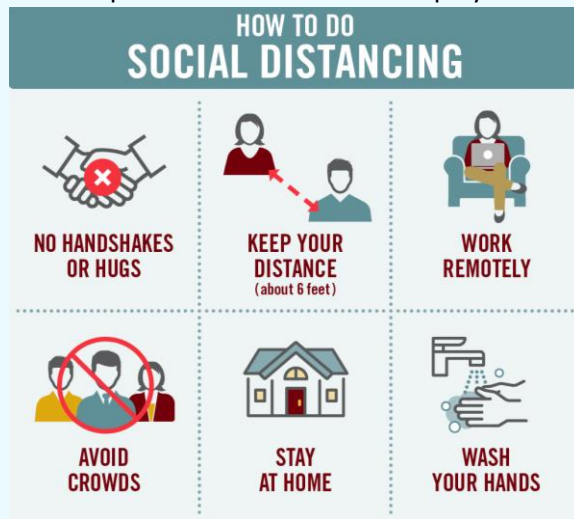 HOW TO DO
SOCIAL DISTANCING
NO HANDSHAKES
OR HUGS
KEEP YOUR
DISTANCE
(about 6 feet)
WORK
REMOTELY
AVOID
CROWDS
STAY
AT HOME
WASH
YOUR HANDS